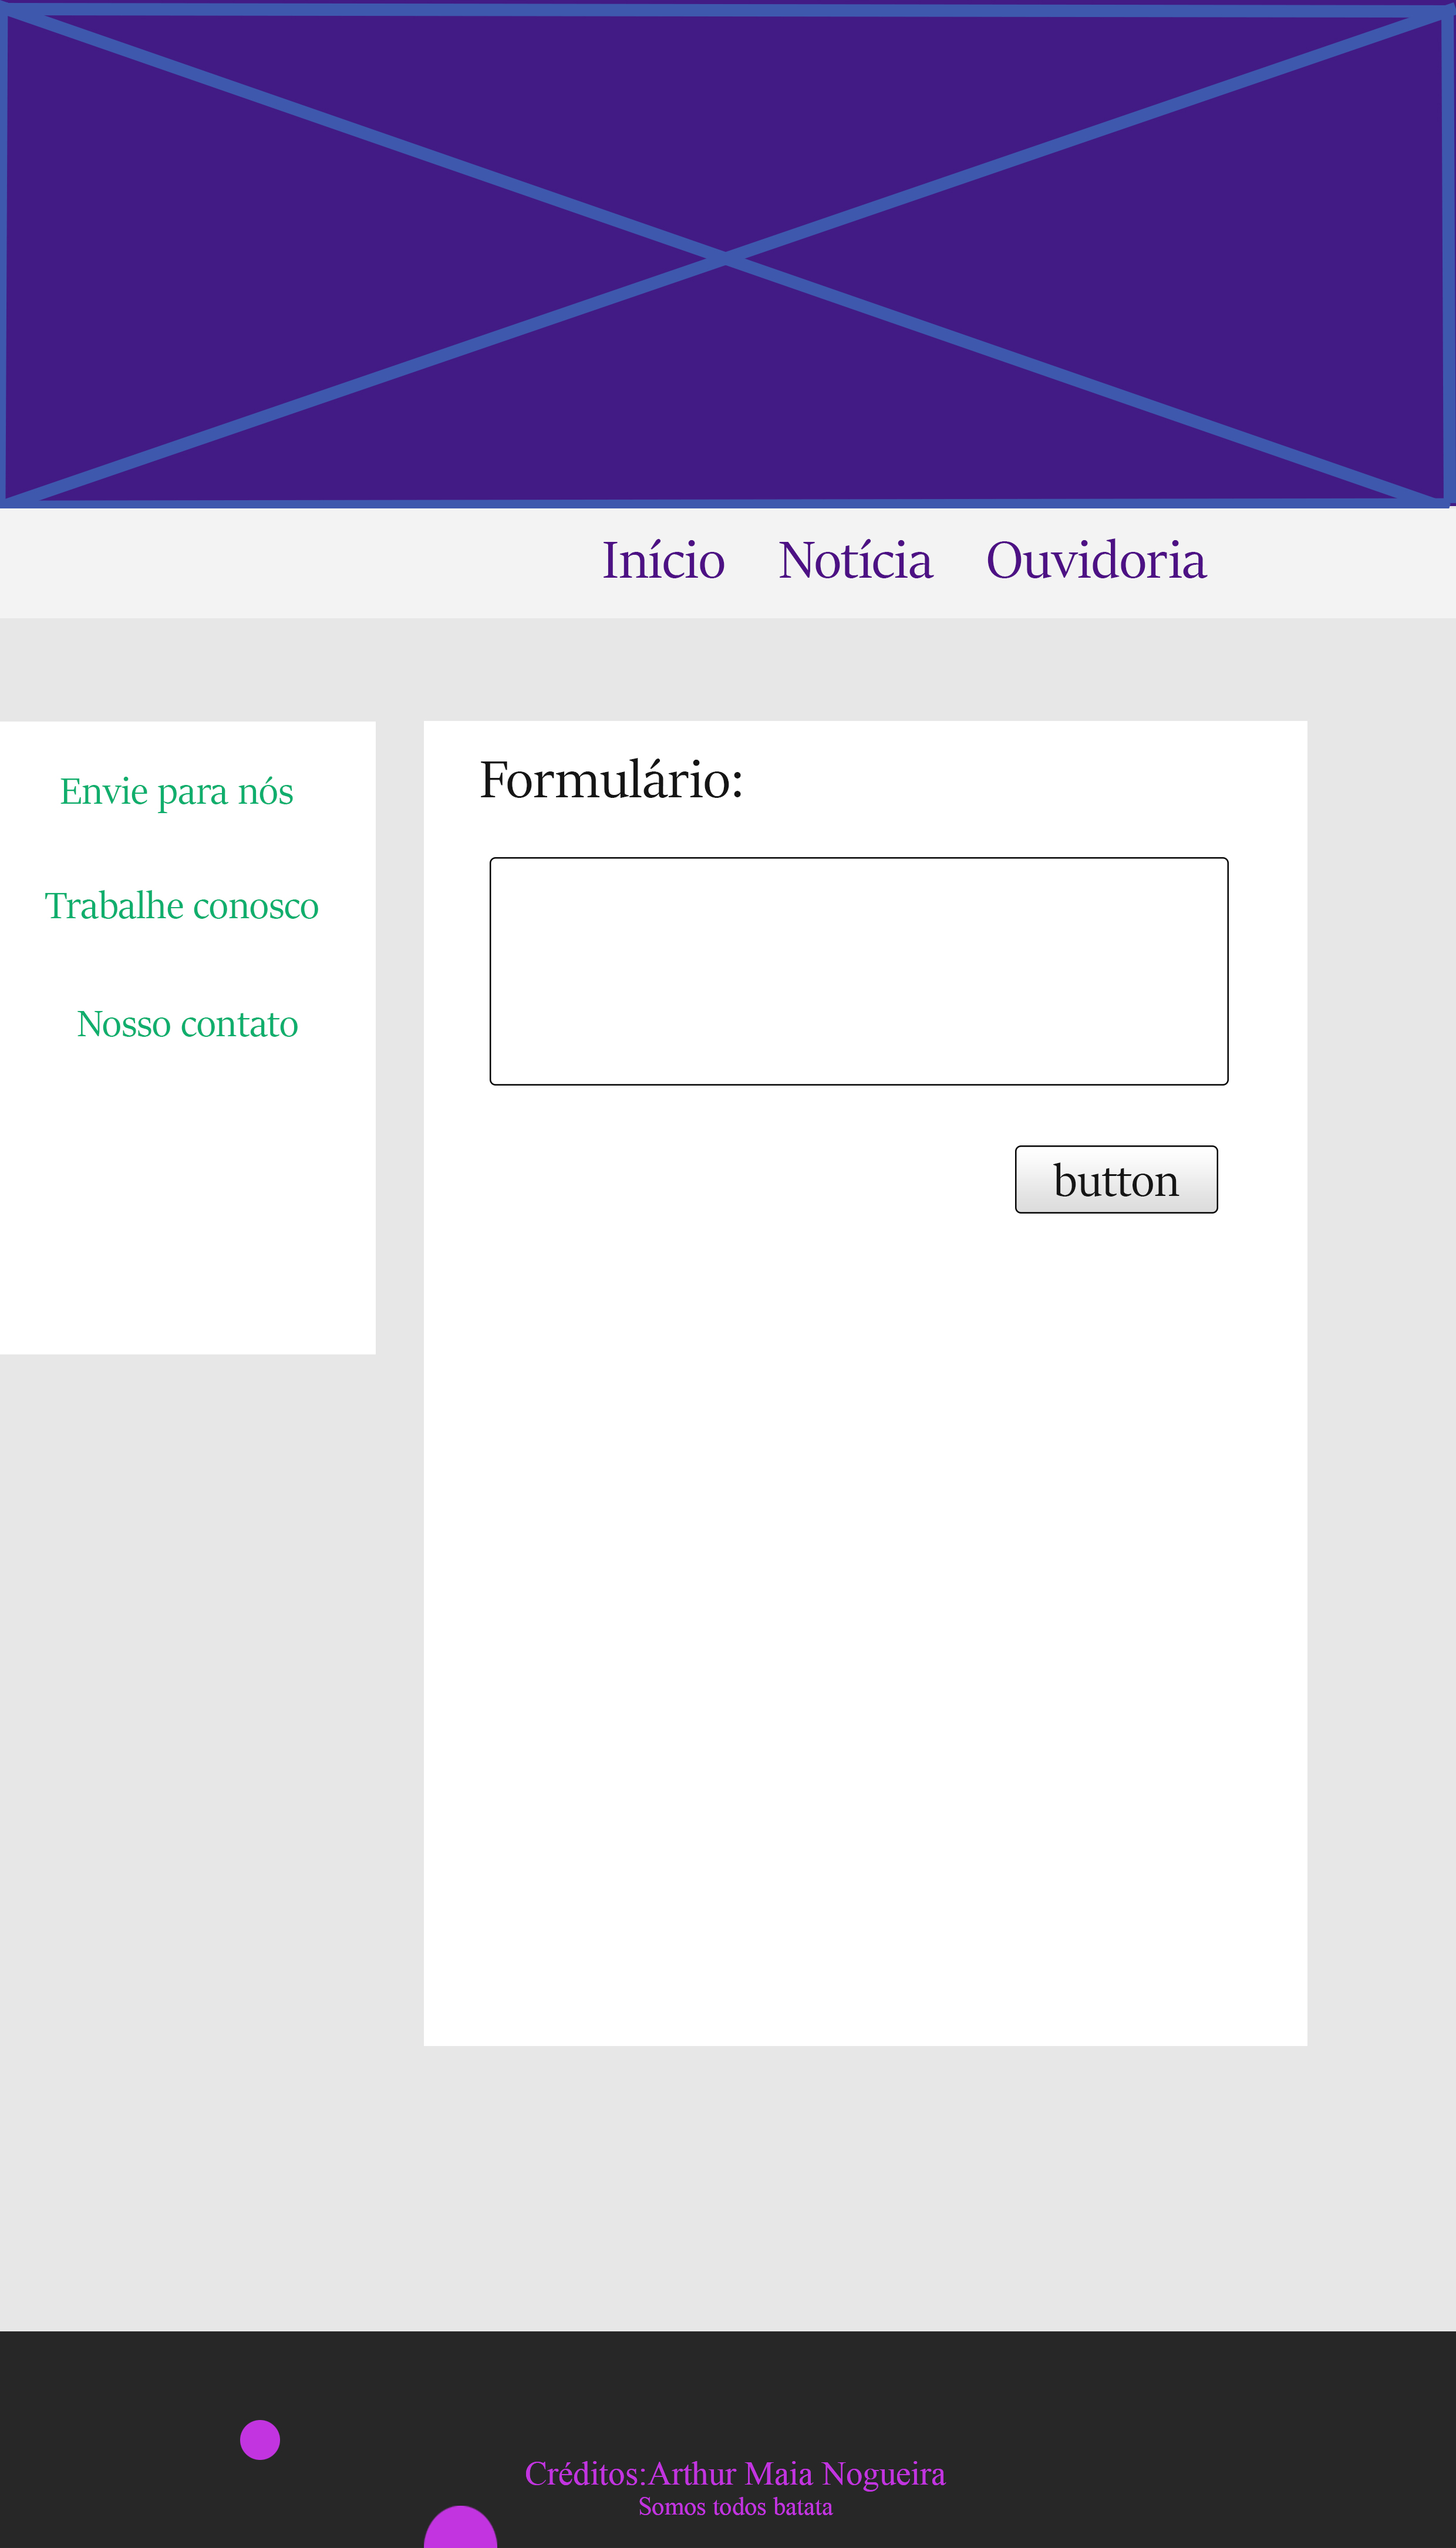 Início Notícia Ouvidoria
Envie para nós
Trabalhe conosco
Nosso contato
Formulário:
button
Créditos:Arthur Maia Nogueira
Somos todos batata